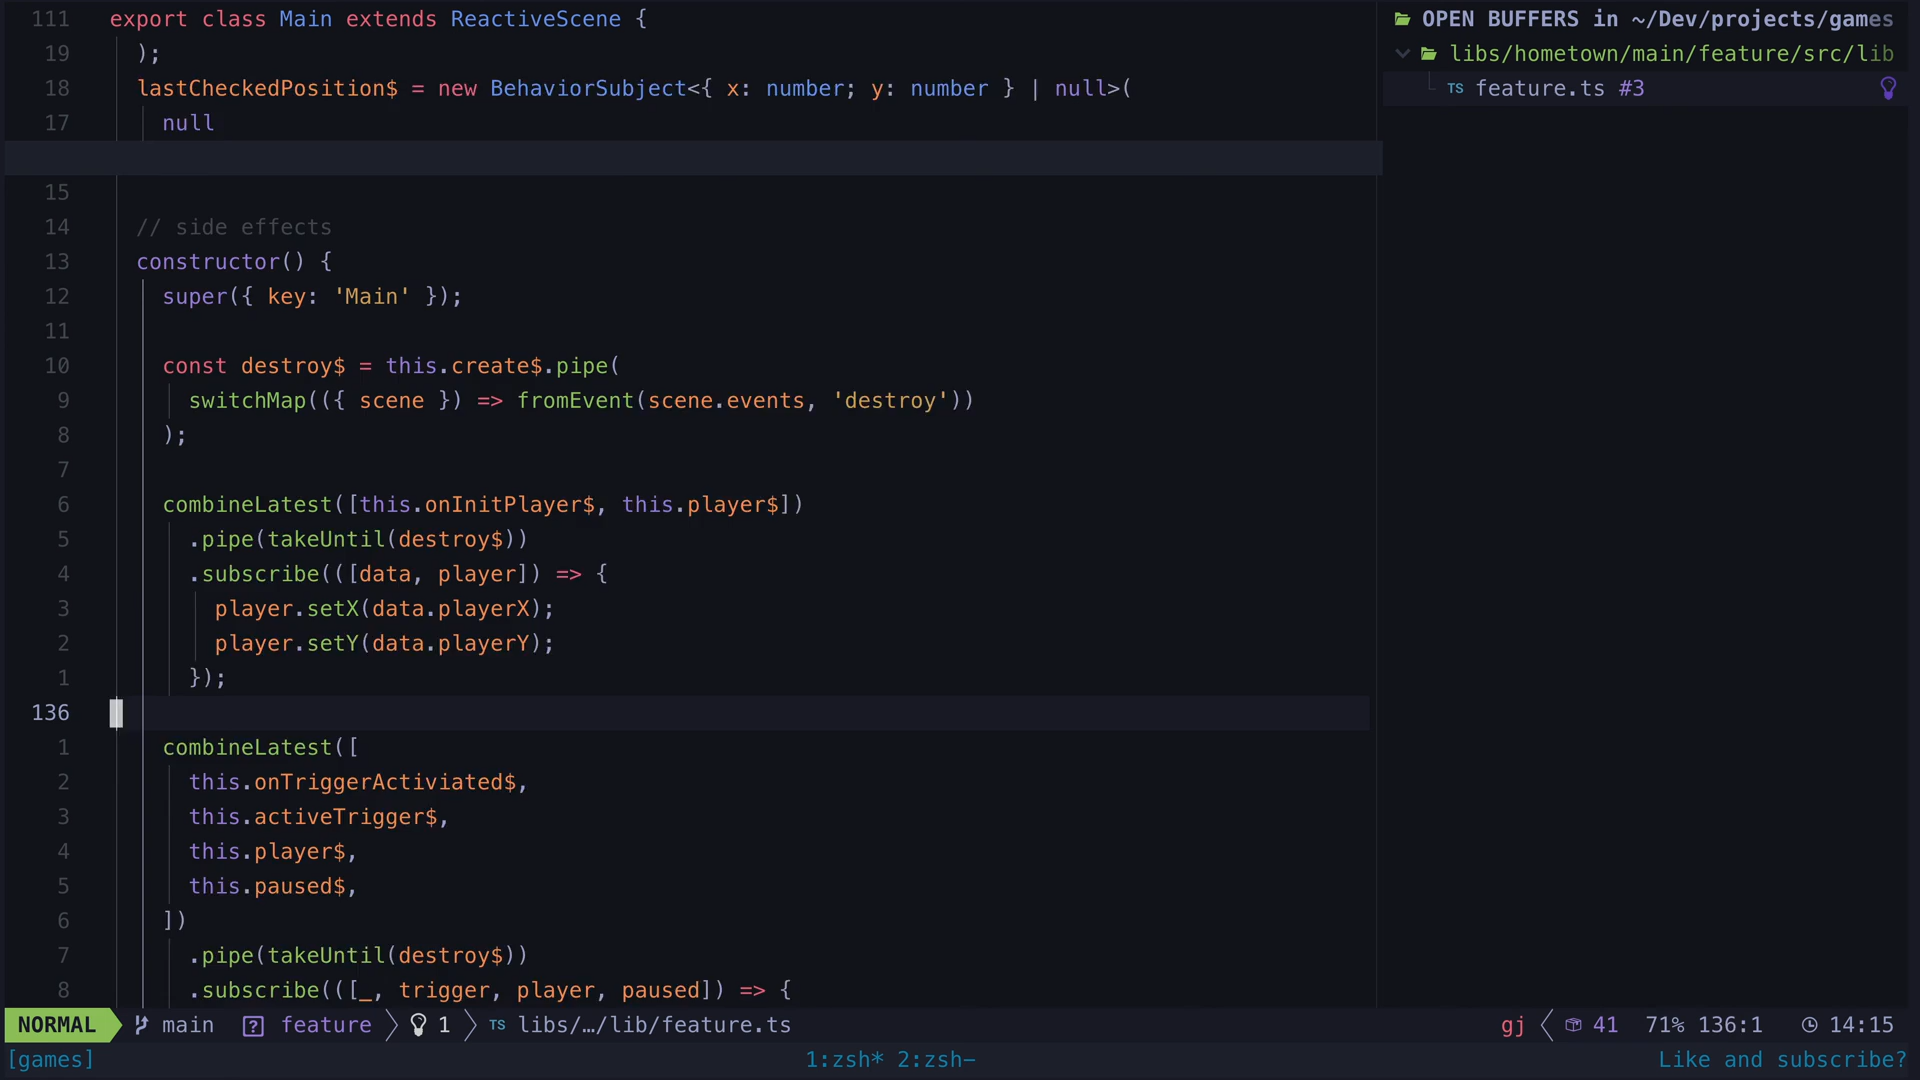 111 export class Main extends ReactiveScene {
19 );
18 lastCheckedPosition$ = new BehaviorSubject<{ x: number; y: number } | null>(
17 null
15
14 // side effects
13 constructor() {
12 super({ key: 'Main' });
11
10 const destroy$ = this.create$.pipe(
9 switchMap(({ scene }) => fromEvent(scene.events, 'destroy'))
8 );
7
6 combineLatest([this.onInitPlayer$, this.player$])
5 .pipe(takeUntil(destroy$))
4 .subscribe(([data, player]) => {
3 player.setX(data.playerX);
2 player.setY(data.playerY);
1 });
136
1 combineLatest([
2 this.onTriggerActiviated$,
3 this.activeTrigger$,
4 this.player$,
5 this.paused$,
6 ])
7 .pipe(takeUntil(destroy$))
8 .subscribe(([_, trigger, player, paused]) => {
OPEN BUFFERS in ~/Dev/projects/games
libs/hometown/main/feature/src/lib
TS feature.ts #3
NORMAL main ? feature 1 TS libs/…/lib/feature.ts gj 41 71% 136:1 14:15
[games] 1:zsh* 2:zsh- Like and subscribe?